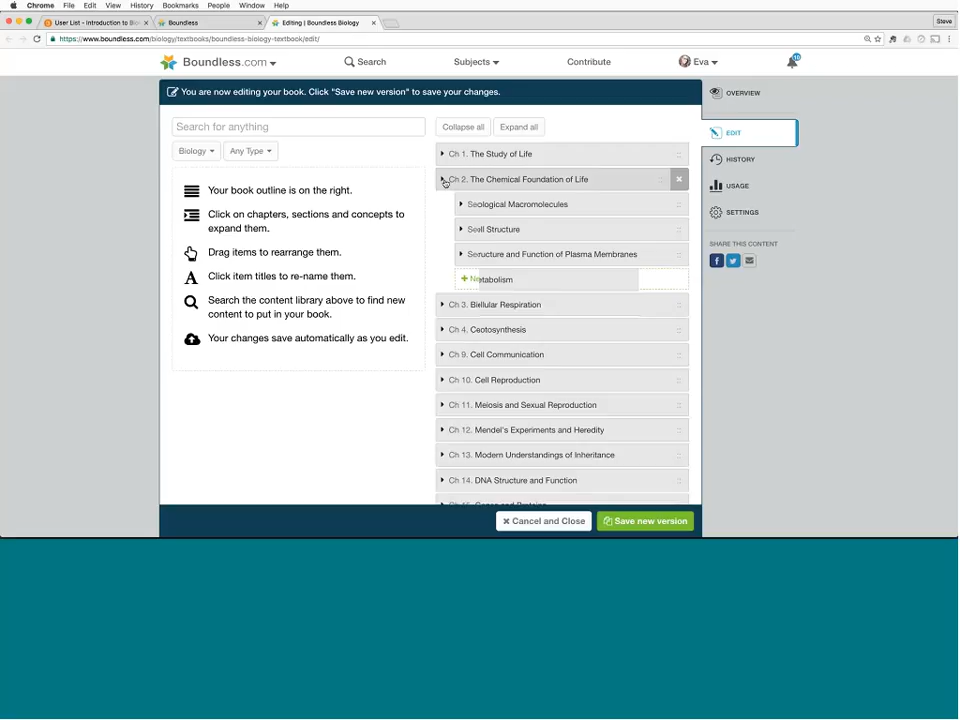 Chrome File Edit View History Bookmarks People Window Help
User List - Introduction to Bio
Boundless
Editing | Boundless Biology
Steve
https://www.boundless.com/biology/textbooks/boundless-biology-textbook/edit/
Boundless.com
Search
Subjects
Contribute
Eva
You are now editing your book. Click "Save new version" to save your changes.
OVERVIEW
EDIT
HISTORY
USAGE
SETTINGS
SHARE THIS CONTENT
Search for anything
Biology
Any Type
Your book outline is on the right.
Click on chapters, sections and concepts to
expand them.
Drag items to rearrange them.
Click item titles to re-name them.
Search the content library above to find new
content to put in your book.
Your changes save automatically as you edit.
Collapse all
Expand all
Ch 1. The Study of Life
Ch 2. The Chemical Foundation of Life
Seological Macromolecules
Seell Structure
Structure and Function of Plasma Membranes
+ Netabolism
Ch 3. Biellular Respiration
Ch 4. Ceotosynthesis
Ch 9. Cell Communication
Ch 10. Cell Reproduction
Ch 11. Meiosis and Sexual Reproduction
Ch 12. Mendel's Experiments and Heredity
Ch 13. Modern Understandings of Inheritance
Ch 14. DNA Structure and Function
Cancel and Close
Save new version